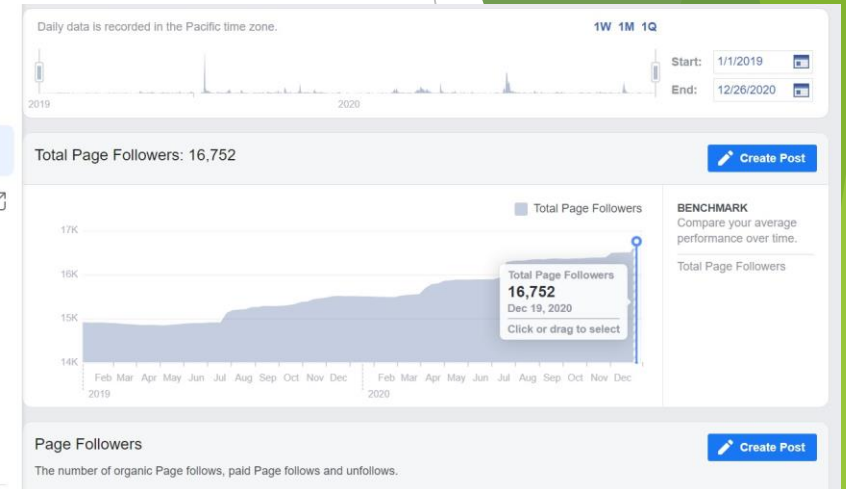 Daily data is recorded in the Pacific time zone.
1W 1M 1Q
Start: 1/1/2019
End: 12/26/2020
2019
2020
Total Page Followers: 16,752
Create Post
Total Page Followers
BENCHMARK
Compare your average
performance over time.
Total Page Followers
17K
16K
15K
14K
Total Page Followers
16,752
Dec 19, 2020
Click or drag to select
Feb Mar Apr May Jun Jul Aug Sep Oct Nov Dec Feb Mar Apr May Jun Jul Aug Sep Oct Nov Dec
2019 2020
Page Followers
Create Post
The number of organic Page follows, paid Page follows and unfollows.